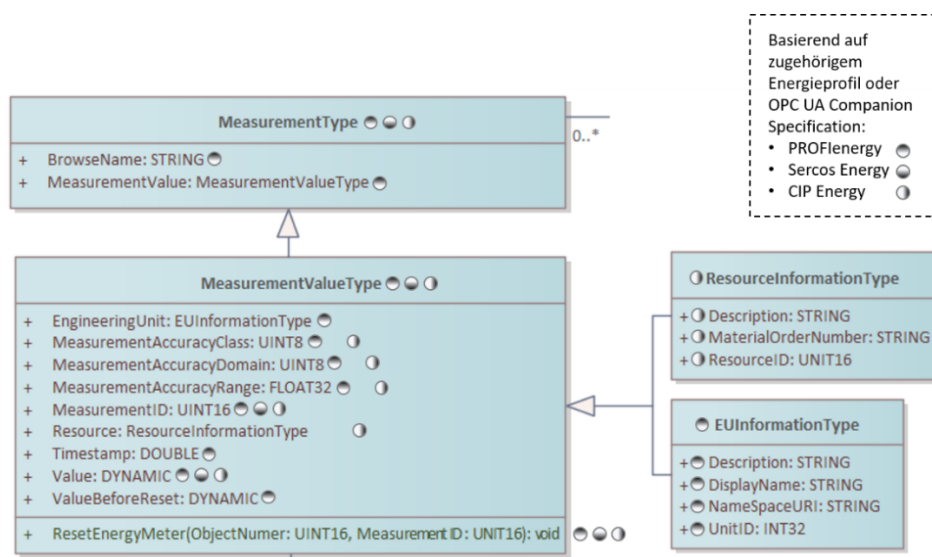 Basierend auf
zugehörigem
Energieprofil oder
OPC UA Companion
Specification:
• PROFIenergy
• Sercos Energy
• CIP Energy
MeasurementType
0..*
+ BrowseName: STRING
+ MeasurementValue: MeasurementValueType
MeasurementValueType
+ EngineeringUnit: EUInformationType
+ MeasurementAccuracyClass: UINT8
+ MeasurementAccuracyDomain: UINT8
+ MeasurementAccuracyRange: FLOAT32
+ MeasurementID: UINT16
+ Resource: ResourceInformationType
+ Timestamp: DOUBLE
+ Value: DYNAMIC
+ ValueBeforeReset: DYNAMIC
+ ResetEnergyMeter(ObjectNumer: UINT16, MeasurementID: UNIT16): void
ResourceInformationType
+ Description: STRING
+ MaterialOrderNumber: STRING
+ ResourceID: UNIT16
EUInformationType
+ Description: STRING
+ DisplayName: STRING
+ NameSpaceURI: STRING
+ UnitID: INT32